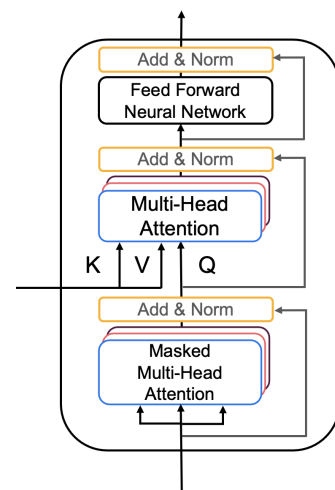 Add & Norm
Feed Forward
Neural Network
Add & Norm
Multi-Head
Attention
K V Q
Add & Norm
Masked
Multi-Head
Attention